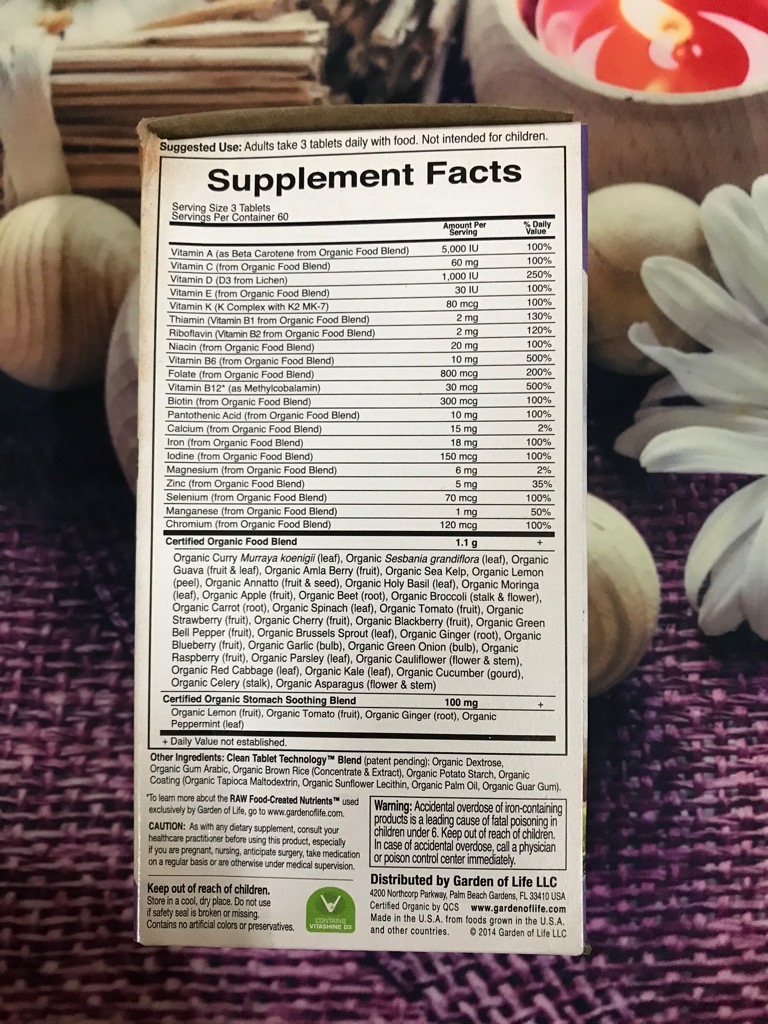 Suggested Use: Adults take 3 tablets daily with food. Not intended for children.
Supplement Facts
Serving Size 3 Tablets
Servings Per Container 60
Amount Per Serving % Daily Value
Vitamin A (as Beta Carotene from Organic Food Blend) 5,000 IU 100%
Vitamin C (from Organic Food Blend) 60 mg 100%
Vitamin D (D3 from Lichen) 1,000 IU 250%
Vitamin E (from Organic Food Blend) 30 IU 100%
Vitamin K (K Complex with K2 MK-7) 80 mcg 100%
Thiamin (Vitamin B1 from Organic Food Blend) 2 mg 130%
Riboflavin (Vitamin B2 from Organic Food Blend) 2 mg 120%
Niacin (from Organic Food Blend) 20 mg 100%
Vitamin B6 (from Organic Food Blend) 10 mg 500%
Folate (from Organic Food Blend) 800 mcg 200%
Vitamin B12* (as Methylcobalamin) 30 mcg 500%
Biotin (from Organic Food Blend) 300 mcg 100%
Pantothenic Acid (from Organic Food Blend) 10 mg 100%
Calcium (from Organic Food Blend) 15 mg 2%
Iron (from Organic Food Blend) 18 mg 100%
Iodine (from Organic Food Blend) 150 mcg 100%
Magnesium (from Organic Food Blend) 6 mg 2%
Zinc (from Organic Food Blend) 5 mg 35%
Selenium (from Organic Food Blend) 70 mcg 100%
Manganese (from Organic Food Blend) 1 mg 50%
Chromium (from Organic Food Blend) 120 mcg 100%
Certified Organic Food Blend 1.1 g +
Organic Curry Murraya koenigii (leaf), Organic Sesbania grandiflora (leaf), Organic
Guava (fruit & leaf), Organic Amla Berry (fruit), Organic Sea Kelp, Organic Lemon
(peel), Organic Annatto (fruit & seed), Organic Holy Basil (leaf), Organic Moringa
(leaf), Organic Apple (fruit), Organic Beet (root), Organic Broccoli (stalk & flower),
Organic Carrot (root), Organic Spinach (leaf), Organic Tomato (fruit), Organic
Strawberry (fruit), Organic Cherry (fruit), Organic Blackberry (fruit), Organic Green
Bell Pepper (fruit), Organic Brussels Sprout (leaf), Organic Ginger (root), Organic
Blueberry (fruit), Organic Garlic (bulb), Organic Green Onion (bulb), Organic
Raspberry (fruit), Organic Parsley (leaf), Organic Cauliflower (flower & stem),
Organic Red Cabbage (leaf), Organic Kale (leaf), Organic Cucumber (gourd),
Organic Celery (stalk), Organic Asparagus (flower & stem)
Certified Organic Stomach Soothing Blend 100 mg +
Organic Lemon (fruit), Organic Tomato (fruit), Organic Ginger (root), Organic
Peppermint (leaf)
+ Daily Value not established.
Other Ingredients: Clean Tablet Technology™ Blend (patent pending): Organic Dextrose,
Organic Gum Arabic, Organic Brown Rice (Concentrate & Extract), Organic Potato Starch, Organic
Coating (Organic Tapioca Maltodextrin, Organic Sunflower Lecithin, Organic Palm Oil, Organic Guar Gum).
*To learn more about the RAW Food-Created Nutrients™ used
exclusively by Garden of Life, go to www.gardenoflife.com.
CAUTION: As with any dietary supplement, consult your
healthcare practitioner before using this product, especially
if you are pregnant, nursing, anticipate surgery, take medication
on a regular basis or are otherwise under medical supervision.
Warning: Accidental overdose of iron-containing
products is a leading cause of fatal poisoning in
children under 6. Keep out of reach of children.
In case of accidental overdose, call a physician
or poison control center immediately.
Keep out of reach of children.
Store in a cool, dry place. Do not use
if safety seal is broken or missing.
Contains no artificial colors or preservatives.
CONTAINS
VITASHINE D3
Distributed by Garden of Life LLC
4200 Northcorp Parkway, Palm Beach Gardens, FL 33410 USA
Certified Organic by QCS www.gardenoflife.com
Made in the U.S.A. from foods grown in the U.S.A.
and other countries. © 2014 Garden of Life LLC